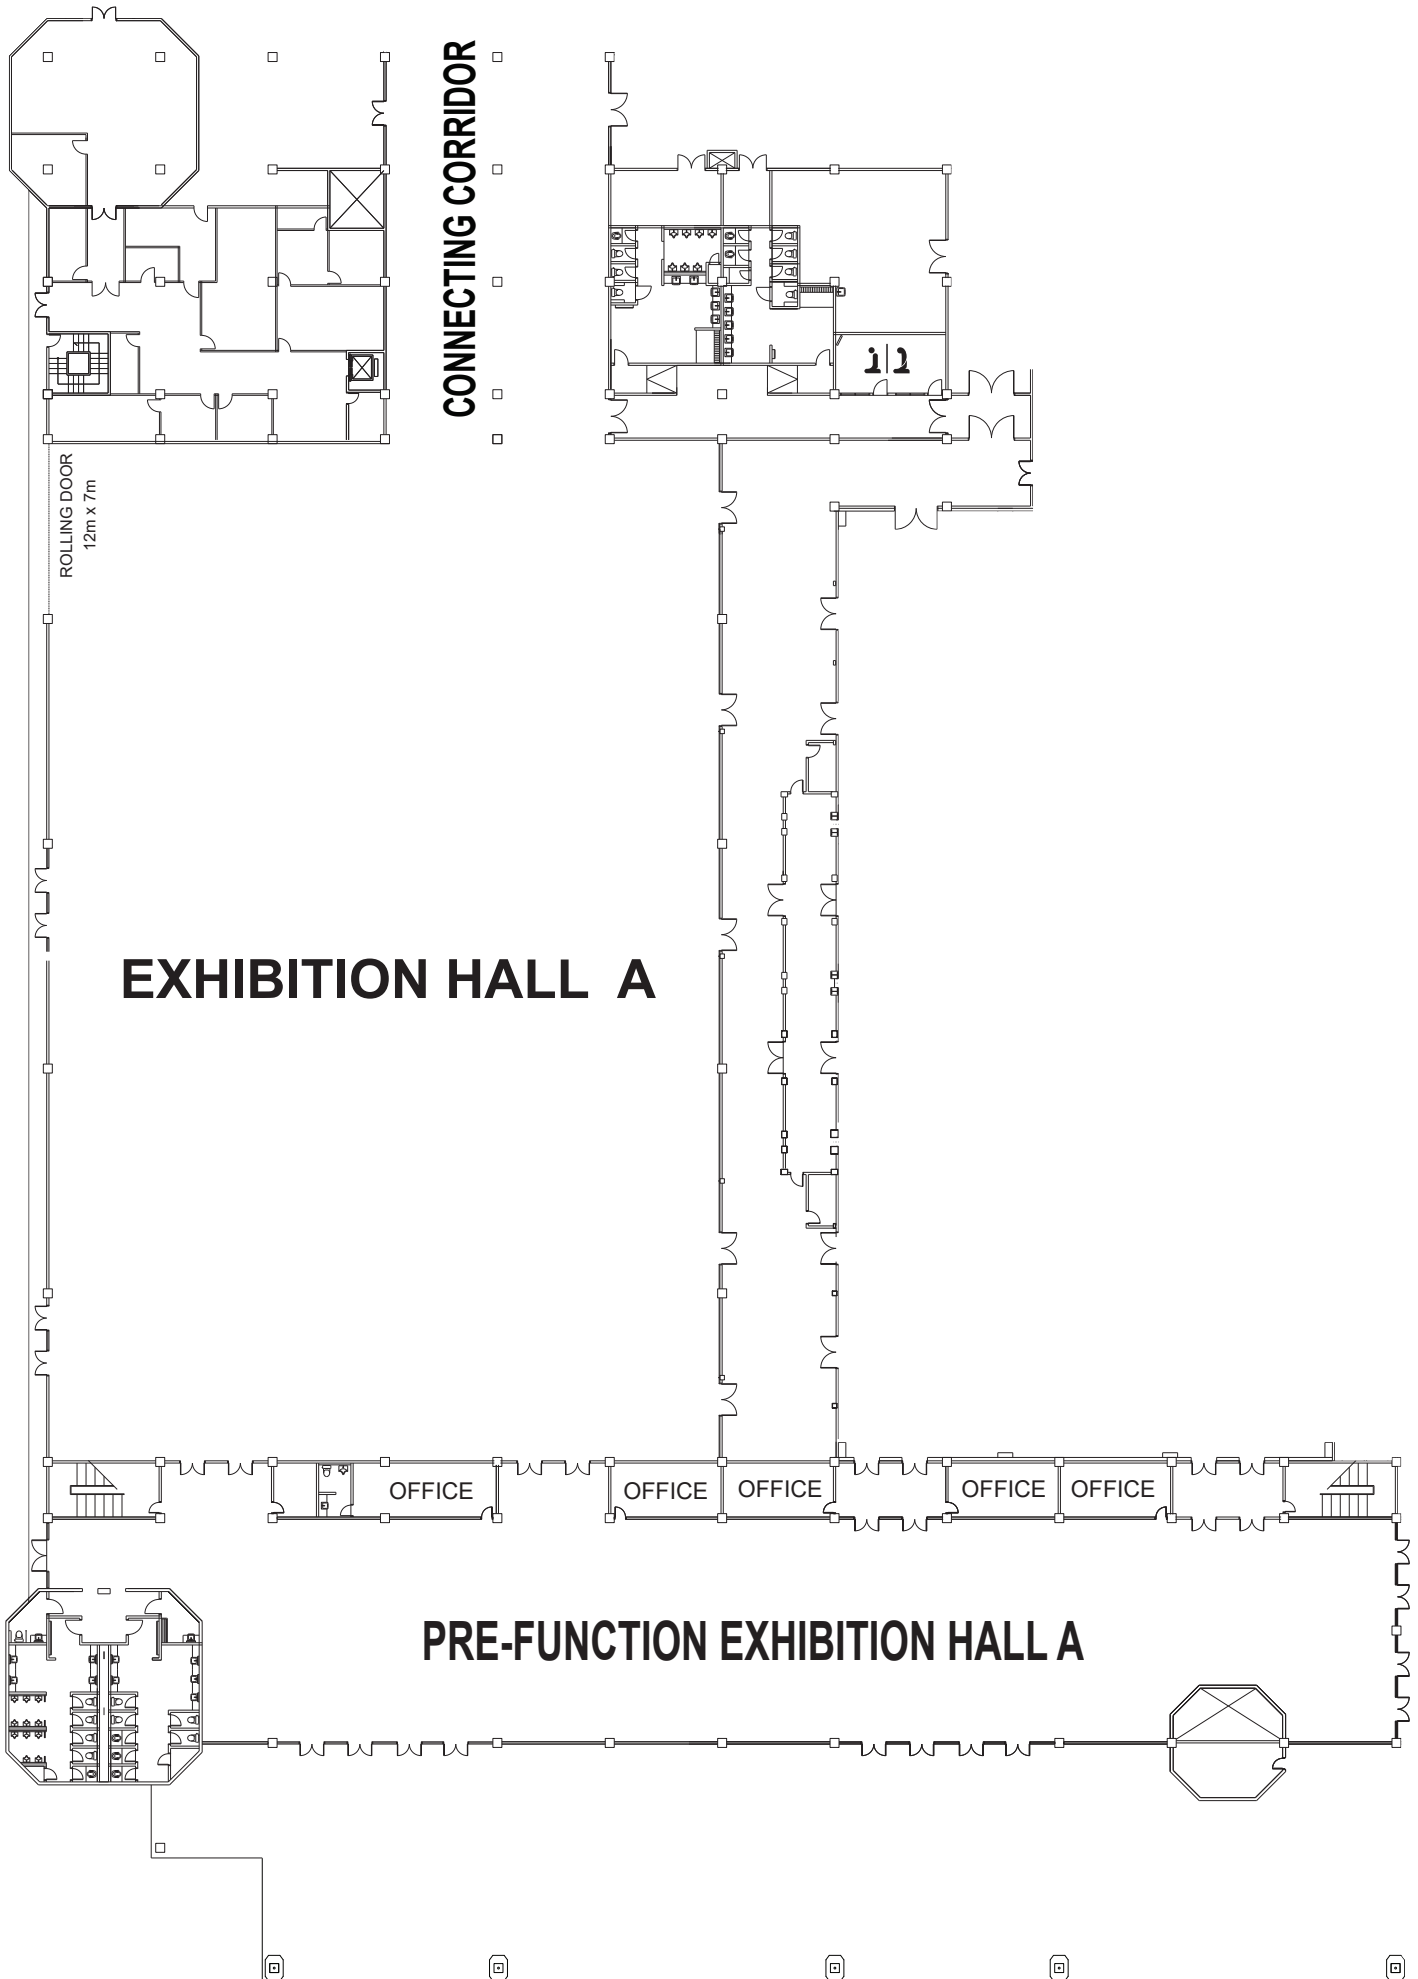 CONNECTING CORRIDOR
ROLLING DOOR
12m x 7m
EXHIBITION HALL A
OFFICE
OFFICE
OFFICE
OFFICE
OFFICE
PRE-FUNCTION EXHIBITION HALL A